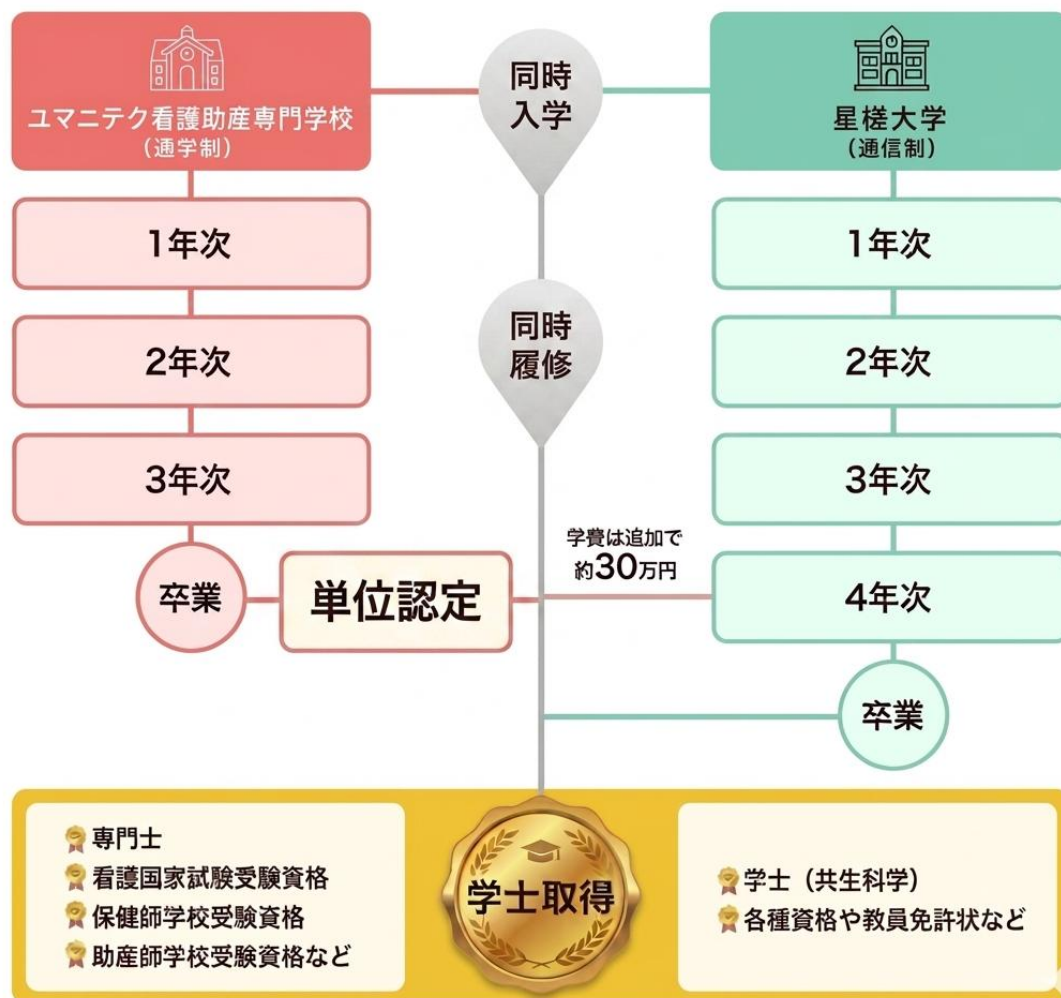 ユマニテク看護助産専門学校
（通学制）
同時
入学
星槎大学
（通信制）
1年次
1年次
同時
履修
2年次
2年次
3年次
3年次
学費は追加で
約30万円
卒業
単位認定
4年次
卒業
専門士
看護国家試験受験資格
保健師学校受験資格
助産師学校受験資格など
学士取得
学士（共生科学）
各種資格や教員免許状など